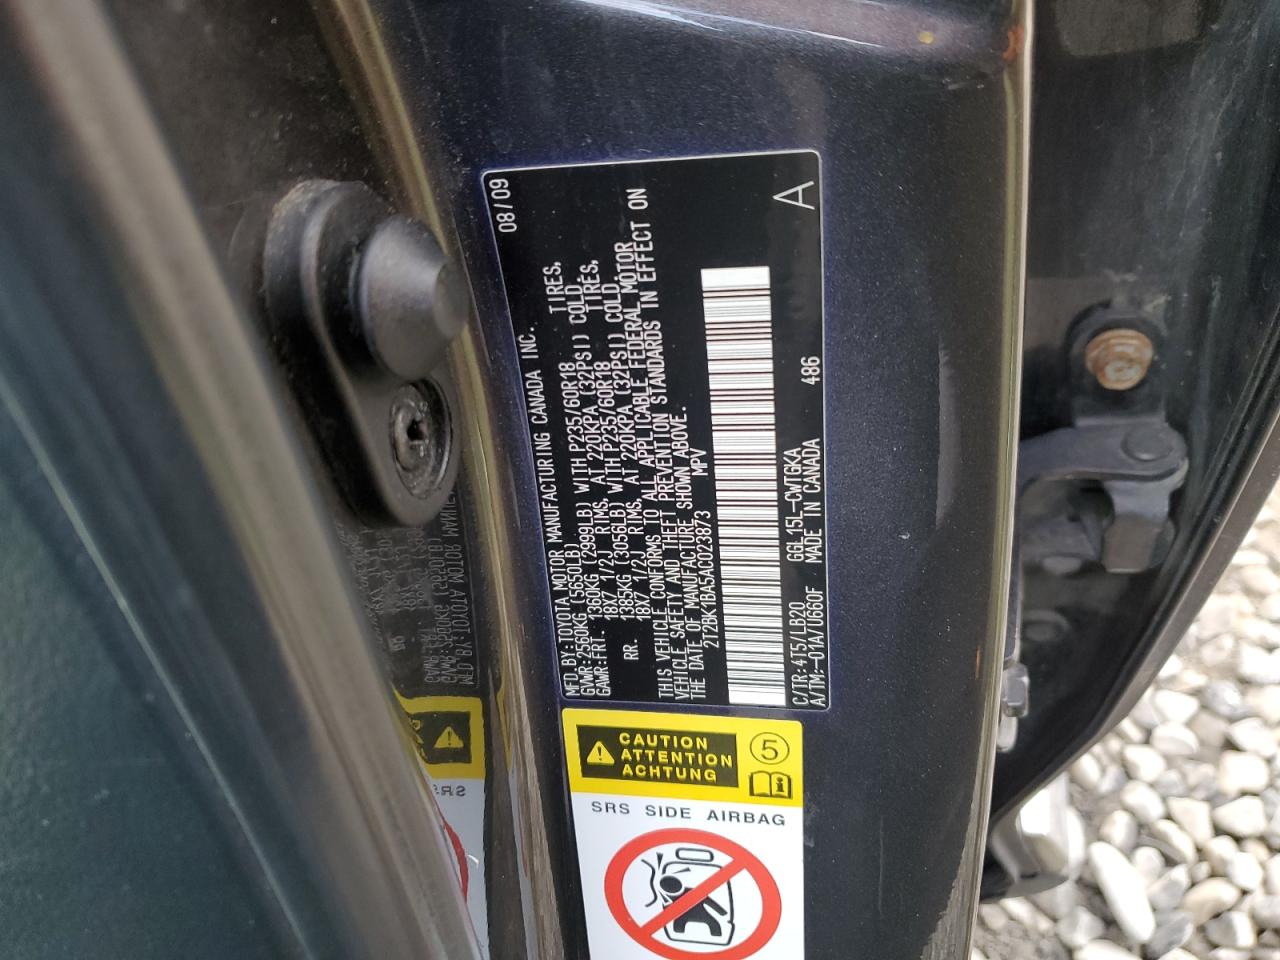 08/09
MFD BY:TOYOTA MOTOR MANUFACTURING CANADA INC.
GVWR:2560KG (5650LB)
GAWR:FRT. 1360KG (2999LB) WITH P235/60R18 TIRES,
18X7 1/2J RIMS, AT 220KPA (32PSI) COLD.
RR. 1385KG (3056LB) WITH P235/60R18 TIRES,
18X7 1/2J RIMS, AT 220KPA (32PSI) COLD.
THIS VEHICLE CONFORMS TO ALL APPLICABLE FEDERAL MOTOR
VEHICLE SAFETY AND THEFT PREVENTION STANDARDS IN EFFECT ON
THE DATE OF MANUFACTURE SHOWN ABOVE.
2T2BK1BA5AC023873 MPV
C/TR:4T5/LB20 GGL15L-CWTGKA 486
A/TM:-01A/U660F MADE IN CANADA
A
CAUTION
ATTENTION
ACHTUNG
5
SRS SIDE AIRBAG